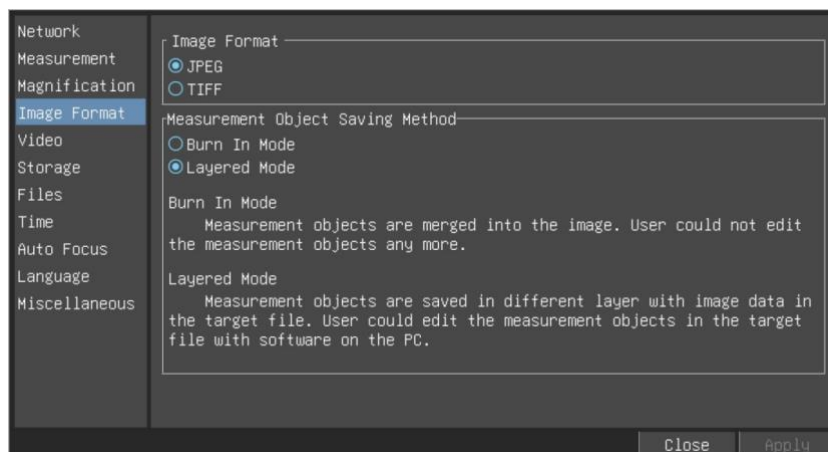 Network
Measurement
Magnification
Image Format
Video
Storage
Files
Time
Auto Focus
Language
Miscellaneous
Image Format
JPEG
TIFF
Measurement Object Saving Method
Burn In Mode
Layered Mode
Burn In Mode
Measurement objects are merged into the image. User could not edit
the measurement objects any more.
Layered Mode
Measurement objects are saved in different layer with image data in
the target file. User could edit the measurement objects in the target
file with software on the PC.
Close
Apply